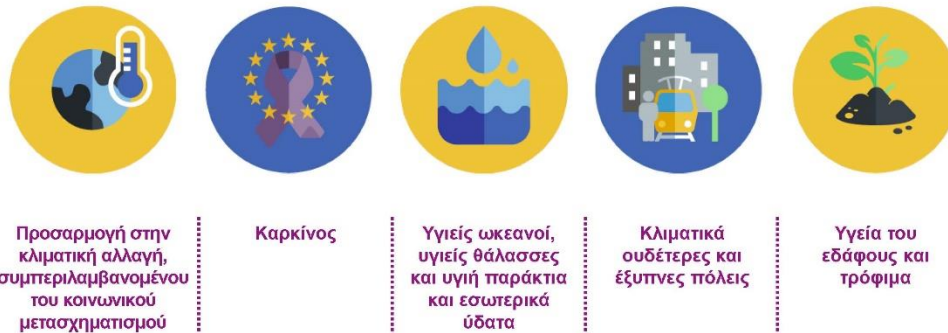 Προσαρμογή στην
κλιματική αλλαγή,
συμπεριλαμβανομένου
του κοινωνικού
μετασχηματισμού
Καρκίνος
Υγιείς ωκεανοί,
υγιείς θάλασσες
και υγιή παράκτια
και εσωτερικά
ύδατα
Κλιματικά
ουδέτερες και
έξυπνες πόλεις
Υγεία του
εδάφους και
τρόφιμα